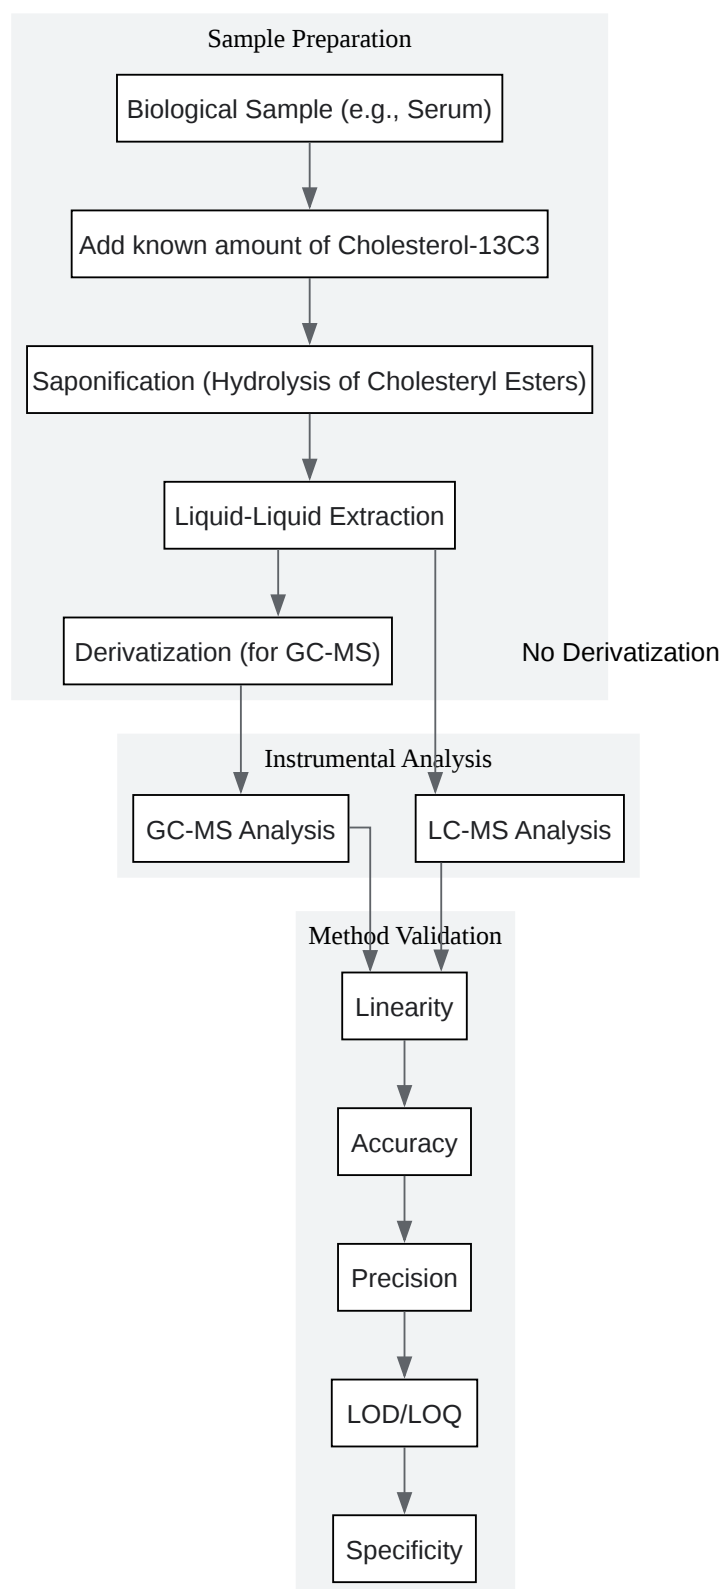 Sample Preparation
Biological Sample (e.g., Serum)
Add known amount of Cholesterol-13C3
Saponification (Hydrolysis of Cholesteryl Esters)
Liquid-Liquid Extraction
Derivatization (for GC-MS)
No Derivatization
Instrumental Analysis
GC-MS Analysis
LC-MS Analysis
Method Validation
Linearity
Accuracy
Precision
LOD/LOQ
Specificity